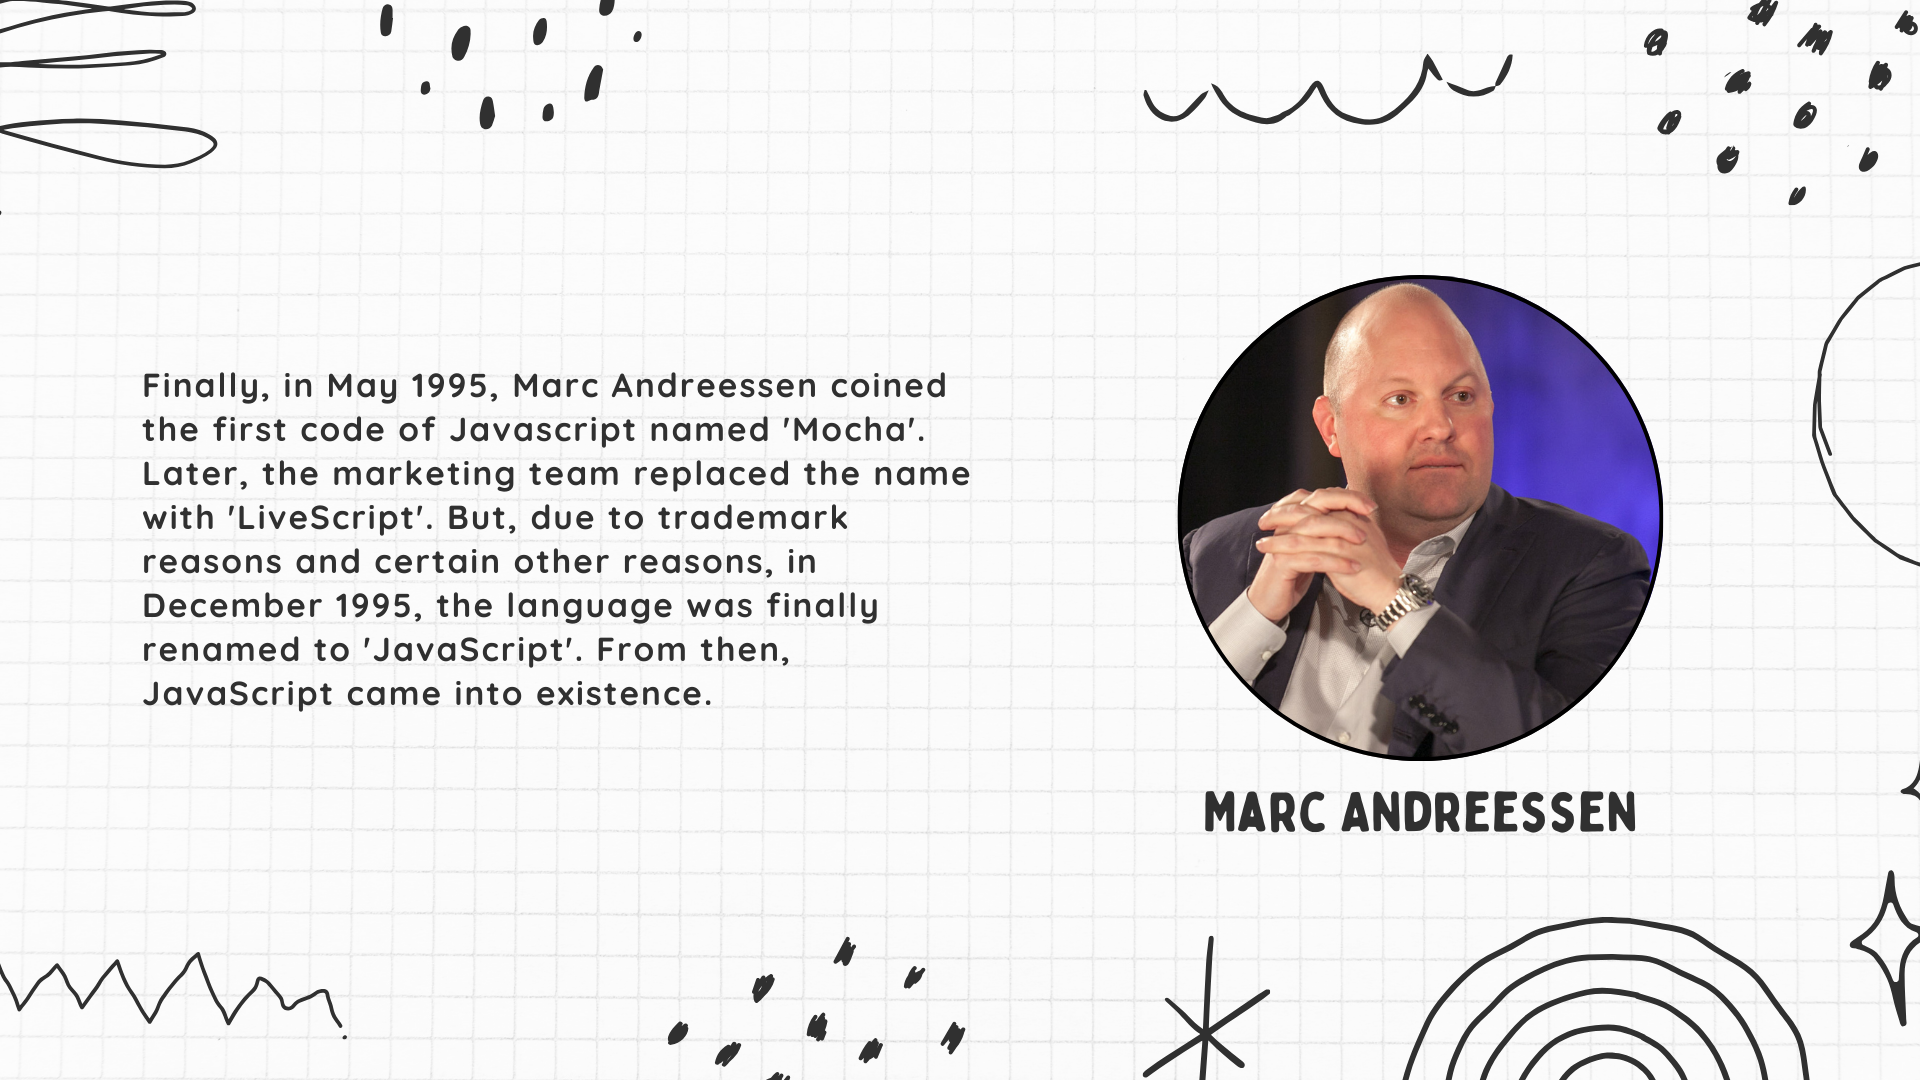 Finally, in May 1995, Marc Andreessen coined
the first code of Javascript named 'Mocha'.
Later, the marketing team replaced the name
with 'LiveScript'. But, due to trademark
reasons and certain other reasons, in
December 1995, the language was finally
renamed to 'JavaScript'. From then,
JavaScript came into existence.
MARC ANDREESSEN